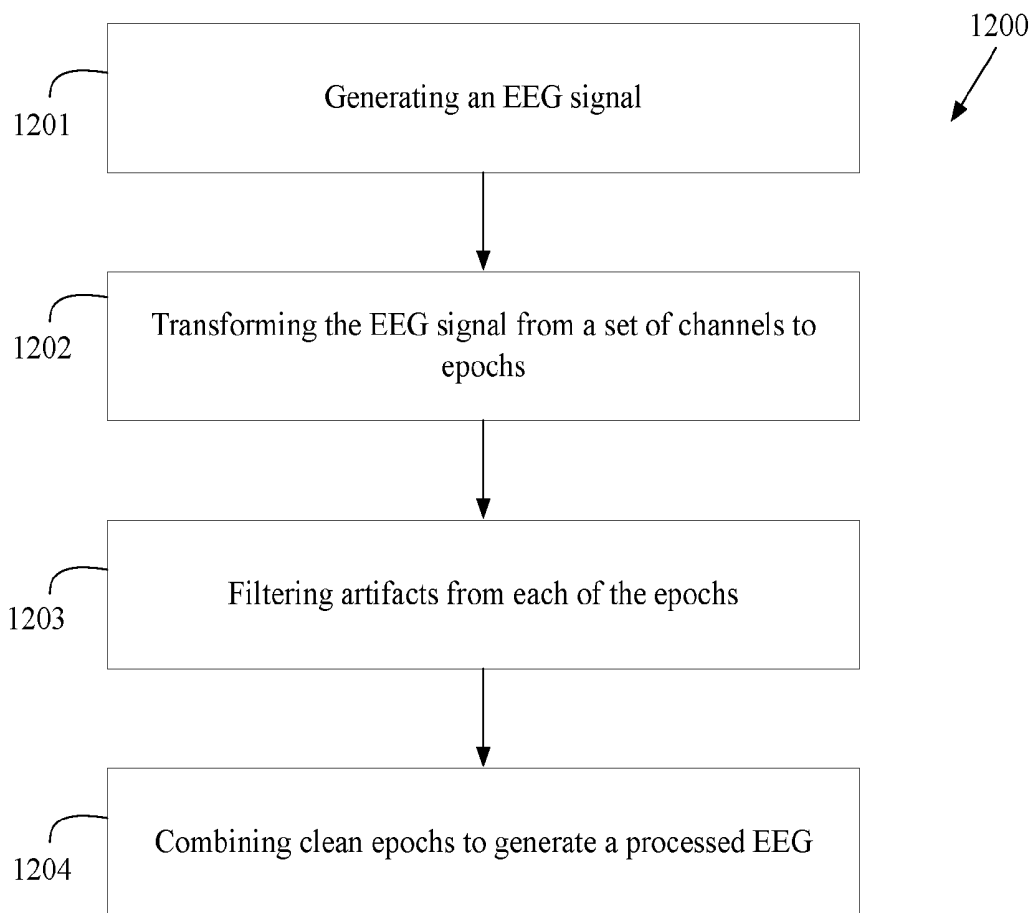 1200
Generating an EEG signal
1201
Transforming the EEG signal from a set of channels to
epochs
1202
Filtering artifacts from each of the epochs
1203
Combining clean epochs to generate a processed EEG
1204